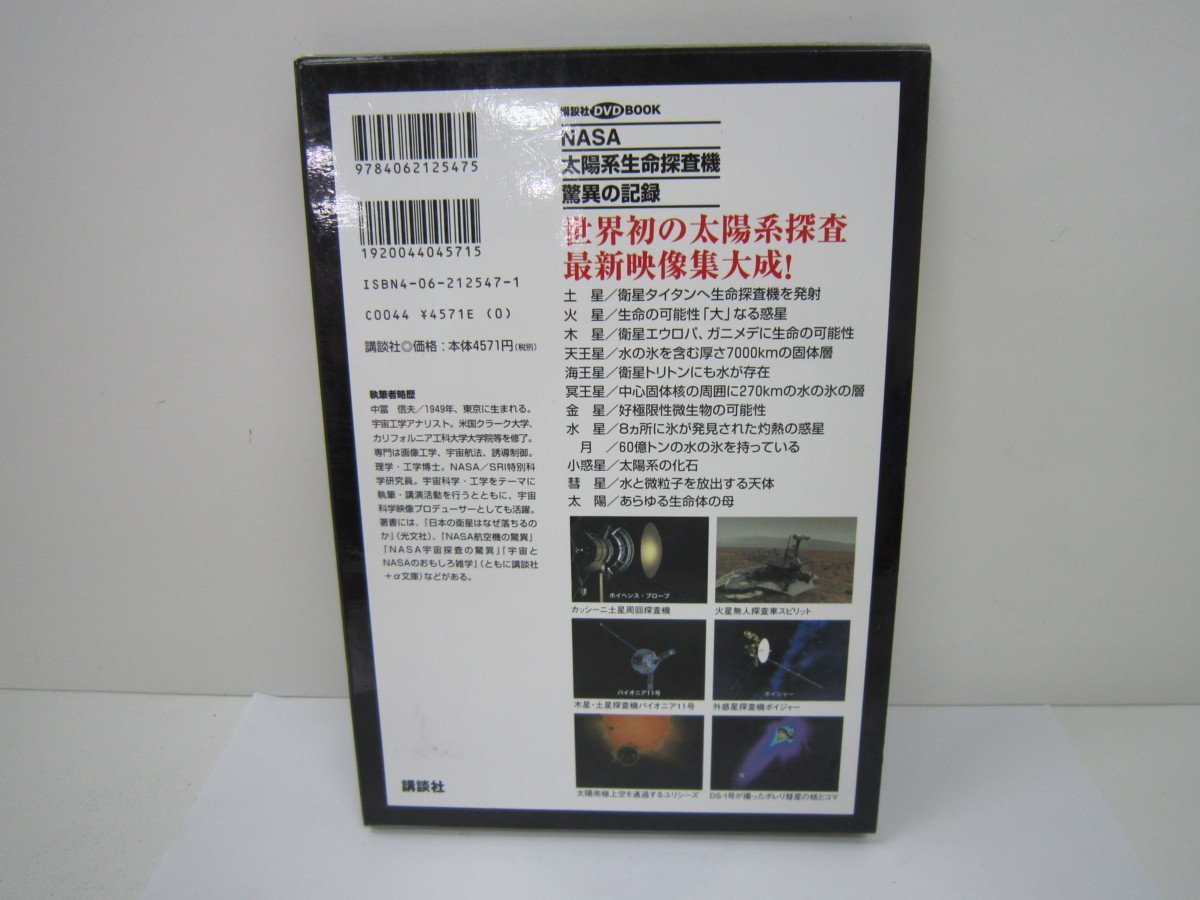 9784062125475
1920044045715
ISBN4-06-212547-1
C0044 ¥4571E (0)
講談社◎価格：本体4571円(税別)
執筆者略歴
中冨 信夫／1949年、東京に生まれる。
宇宙工学アナリスト。米国クラーク大学、
カリフォルニア工科大学大学院等を修了。
専門は画像工学、宇宙航法、誘導制御。
理学・工学博士。NASA／SRI特別科
学研究員。宇宙科学・工学をテーマに
執筆・講演活動を行うとともに、宇宙
科学映像プロデューサーとしても活躍。
著書には、『日本の衛星はなぜ落ちるの
か』(光文社)、『NASA航空機の驚異』
『NASA宇宙探査の驚異』『宇宙と
NASAのおもしろ雑学』(ともに講談社
+α文庫)などがある。
講談社
講談社DVDBOOK
NASA
太陽系生命探査機
驚異の記録
世界初の太陽系探査
最新映像集大成！
土 星／衛星タイタンへ生命探査機を発射
火 星／生命の可能性「大」なる惑星
木 星／衛星エウロパ、ガニメデに生命の可能性
天王星／水の氷を含む厚さ7000kmの固体層
海王星／衛星トリトンにも水が存在
冥王星／中心固体核の周囲に270kmの水の氷の層
金 星／好極限性微生物の可能性
水 星／8ヵ所に氷が発見された灼熱の惑星
月／60億トンの水の氷を持っている
小惑星／太陽系の化石
彗 星／水と微粒子を放出する天体
太 陽／あらゆる生命体の母
ホイヘンス・プローブ
カッシーニ土星周回探査機
火星無人探査車スピリット
パイオニア11号
木星・土星探査機パイオニア11号
ボイジャー
外惑星探査機ボイジャー
太陽南極上空を通過するユリシーズ
DS-1号が撮ったボレリ彗星の核とコマ